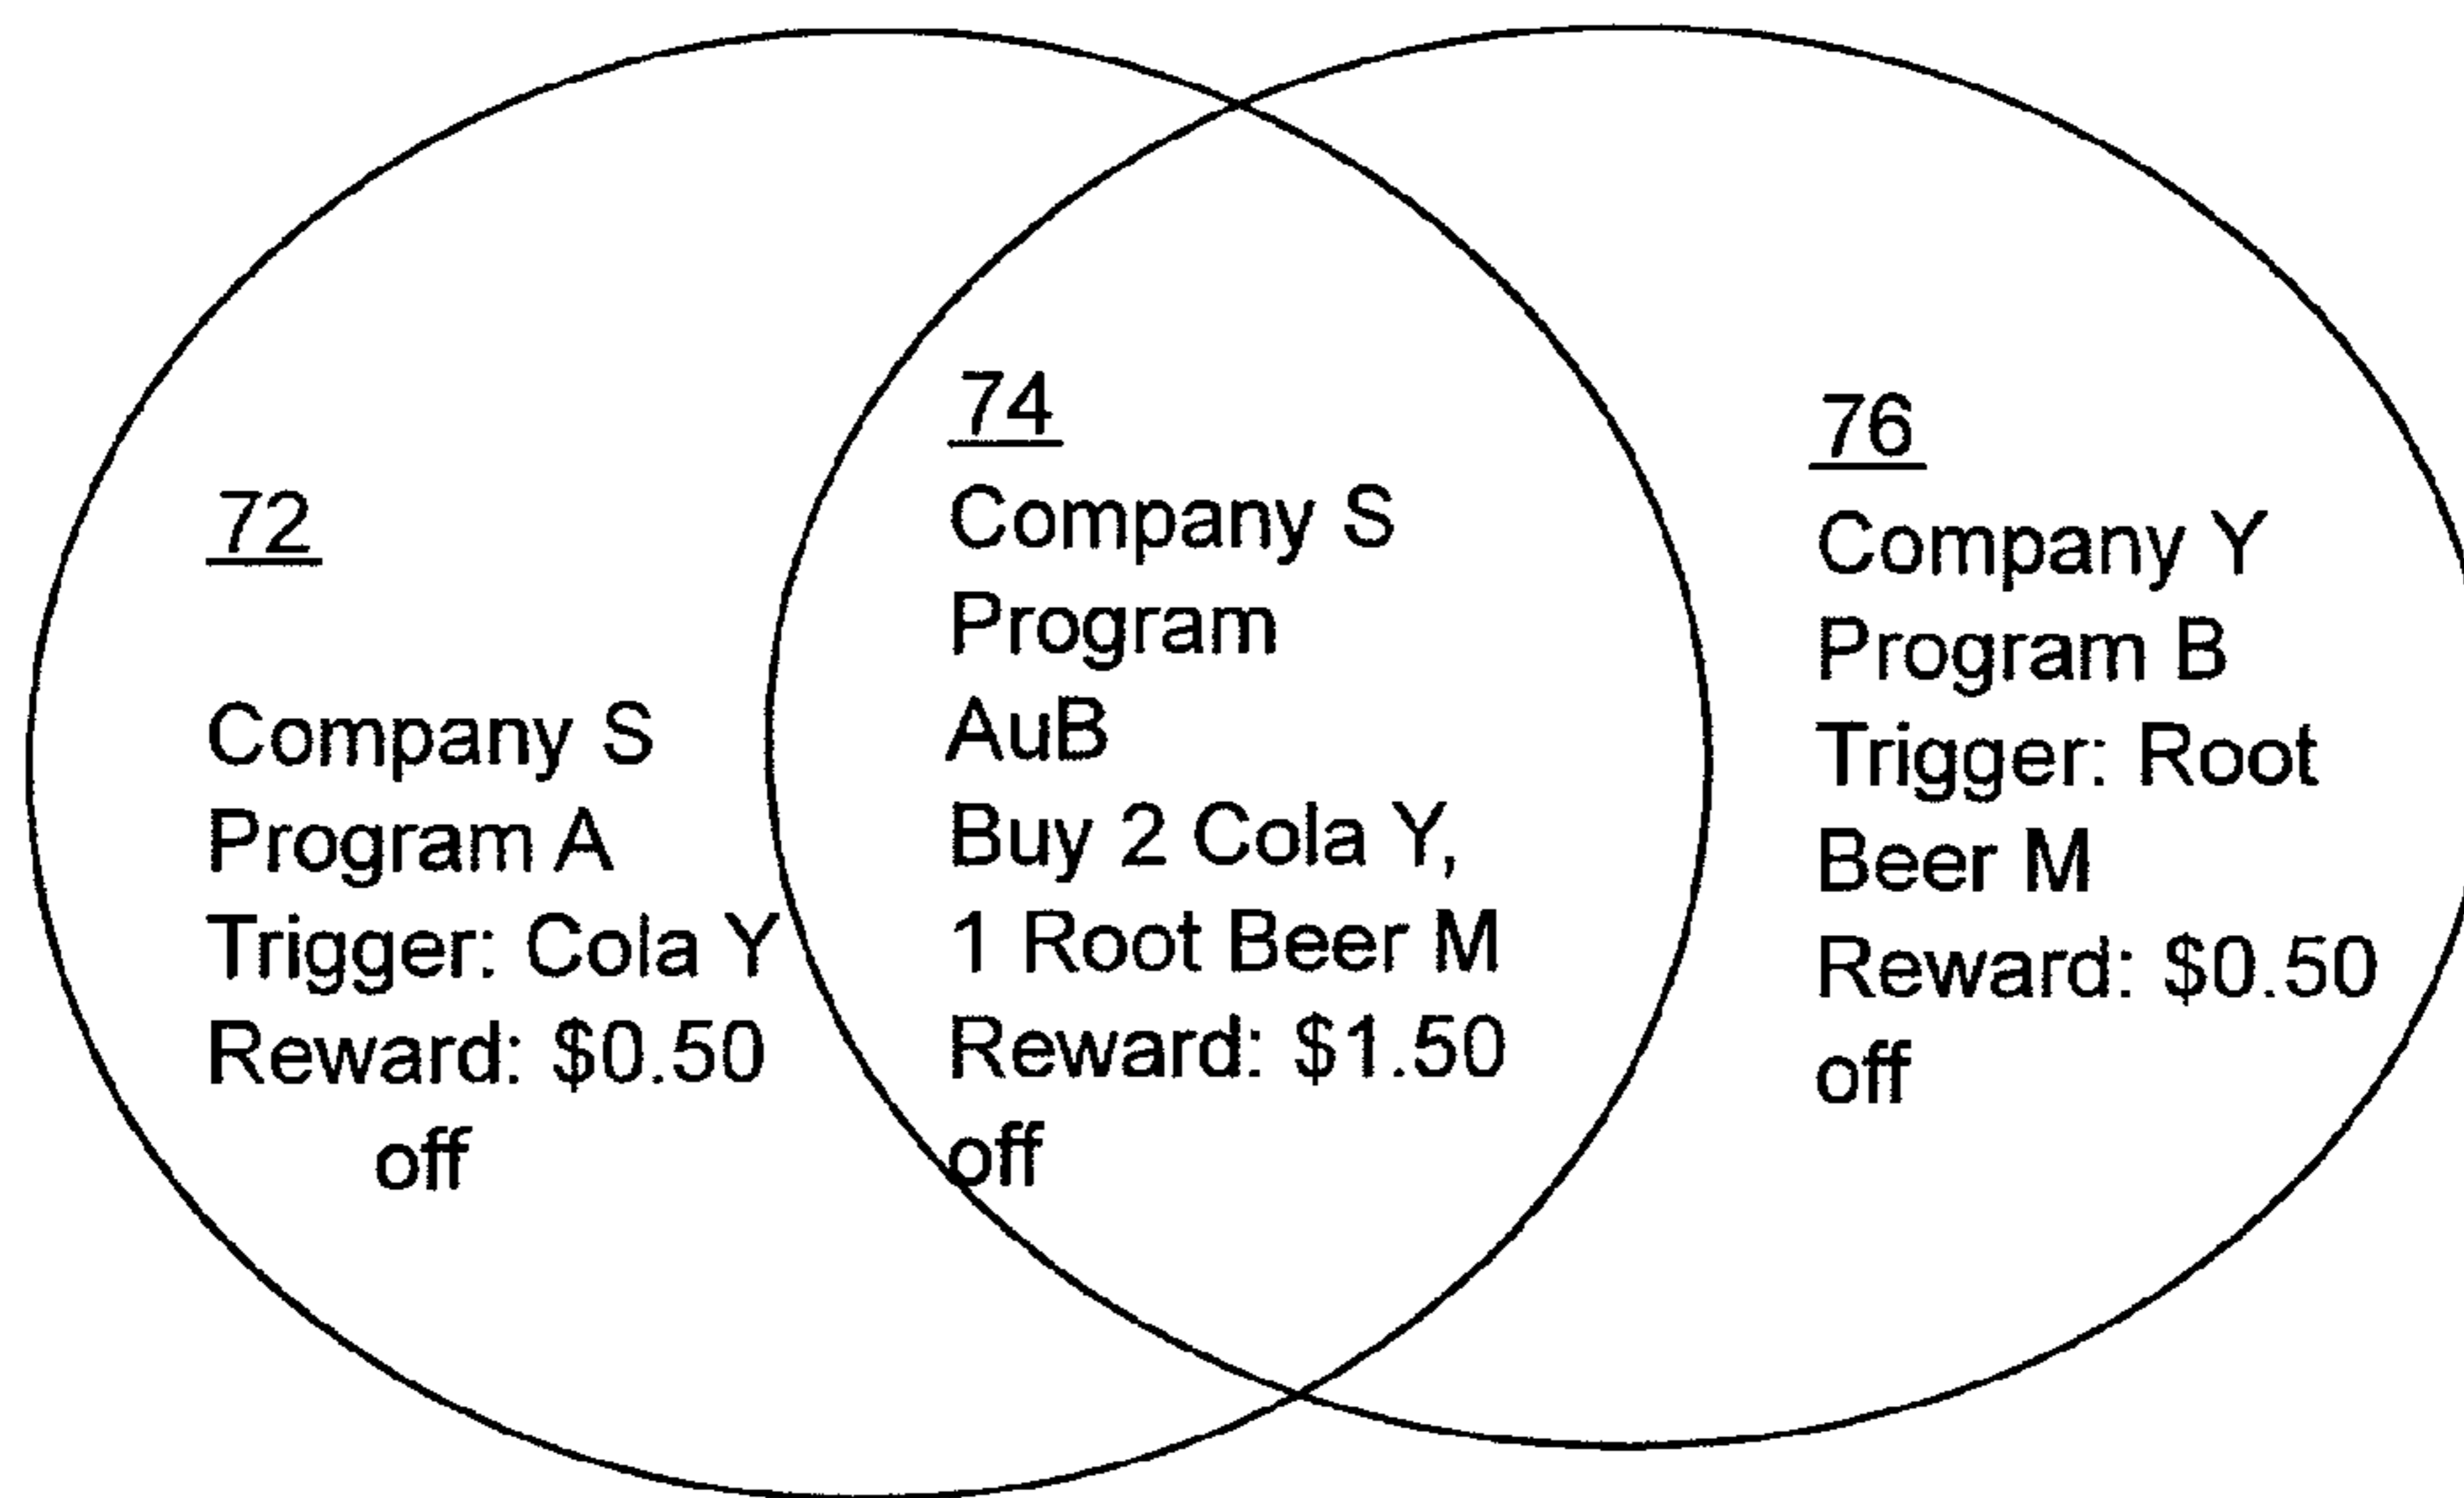 72
Company S
Program A
Trigger: Cola Y
Reward: $0.50
off
74
Company S
Program
AuB
Buy 2 Cola Y,
1 Root Beer M
Reward: $1.50
off
76
Company Y
Program B
Trigger: Root
Beer M
Reward: $0.50
off